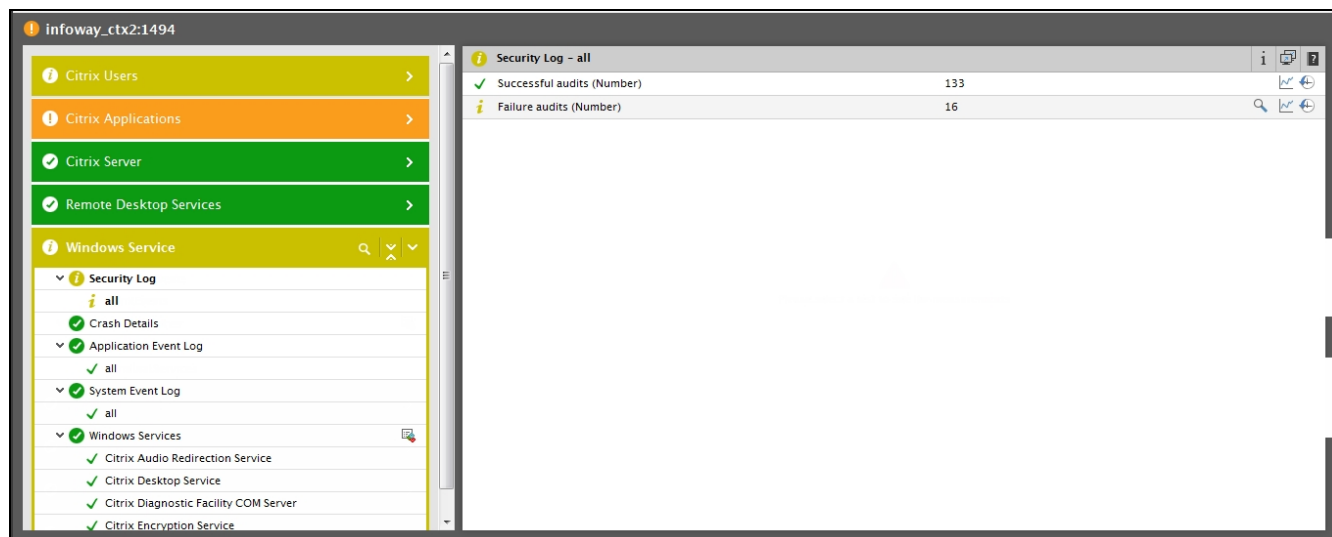 infoway_ctx2:1494
Citrix Users
Citrix Applications
Citrix Server
Remote Desktop Services
Windows Service
Security Log
all
Crash Details
Application Event Log
all
System Event Log
all
Windows Services
Citrix Audio Redirection Service
Citrix Desktop Service
Citrix Diagnostic Facility COM Server
Citrix Encryption Service
Security Log - all
Successful audits (Number) 133
Failure audits (Number) 16